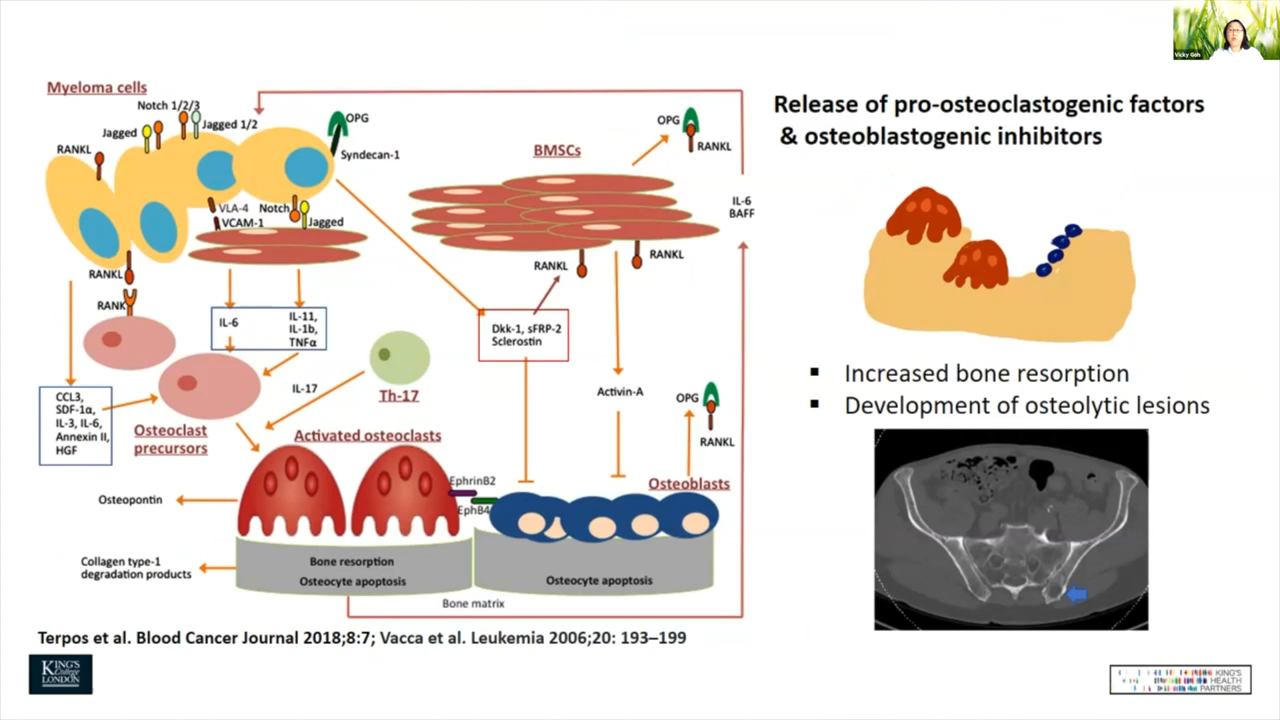 Vicky Goh
Myeloma cells
Notch 1/2/3
Jagged
Jagged 1/2
RANKL
OPG
Syndecan-1
VLA-4
VCAM-1
Notch
Jagged
RANKL
RANK
BMSCs
OPG
RANKL
IL-6
BAFF
RANKL
RANKL
IL-6
IL-11,
IL-1b,
TNFα
Dkk-1, sFRP-2
Sclerostin
Activin-A
IL-17
Th-17
CCL3,
SDF-1α,
IL-3, IL-6,
Annexin II,
HGF
Osteoclast
precursors
Activated osteoclasts
OPG
RANKL
EphrinB2
EphB4
Osteoblasts
Osteopontin
Collagen type-1
degradation products
Bone resorption
Osteocyte apoptosis
Osteocyte apoptosis
Bone matrix
Release of pro-osteoclastogenic factors
& osteoblastogenic inhibitors
▪ Increased bone resorption
▪ Development of osteolytic lesions
Terpos et al. Blood Cancer Journal 2018;8:7; Vacca et al. Leukemia 2006;20: 193–199
KING'S
College
LONDON
KING'S
HEALTH
PARTNERS